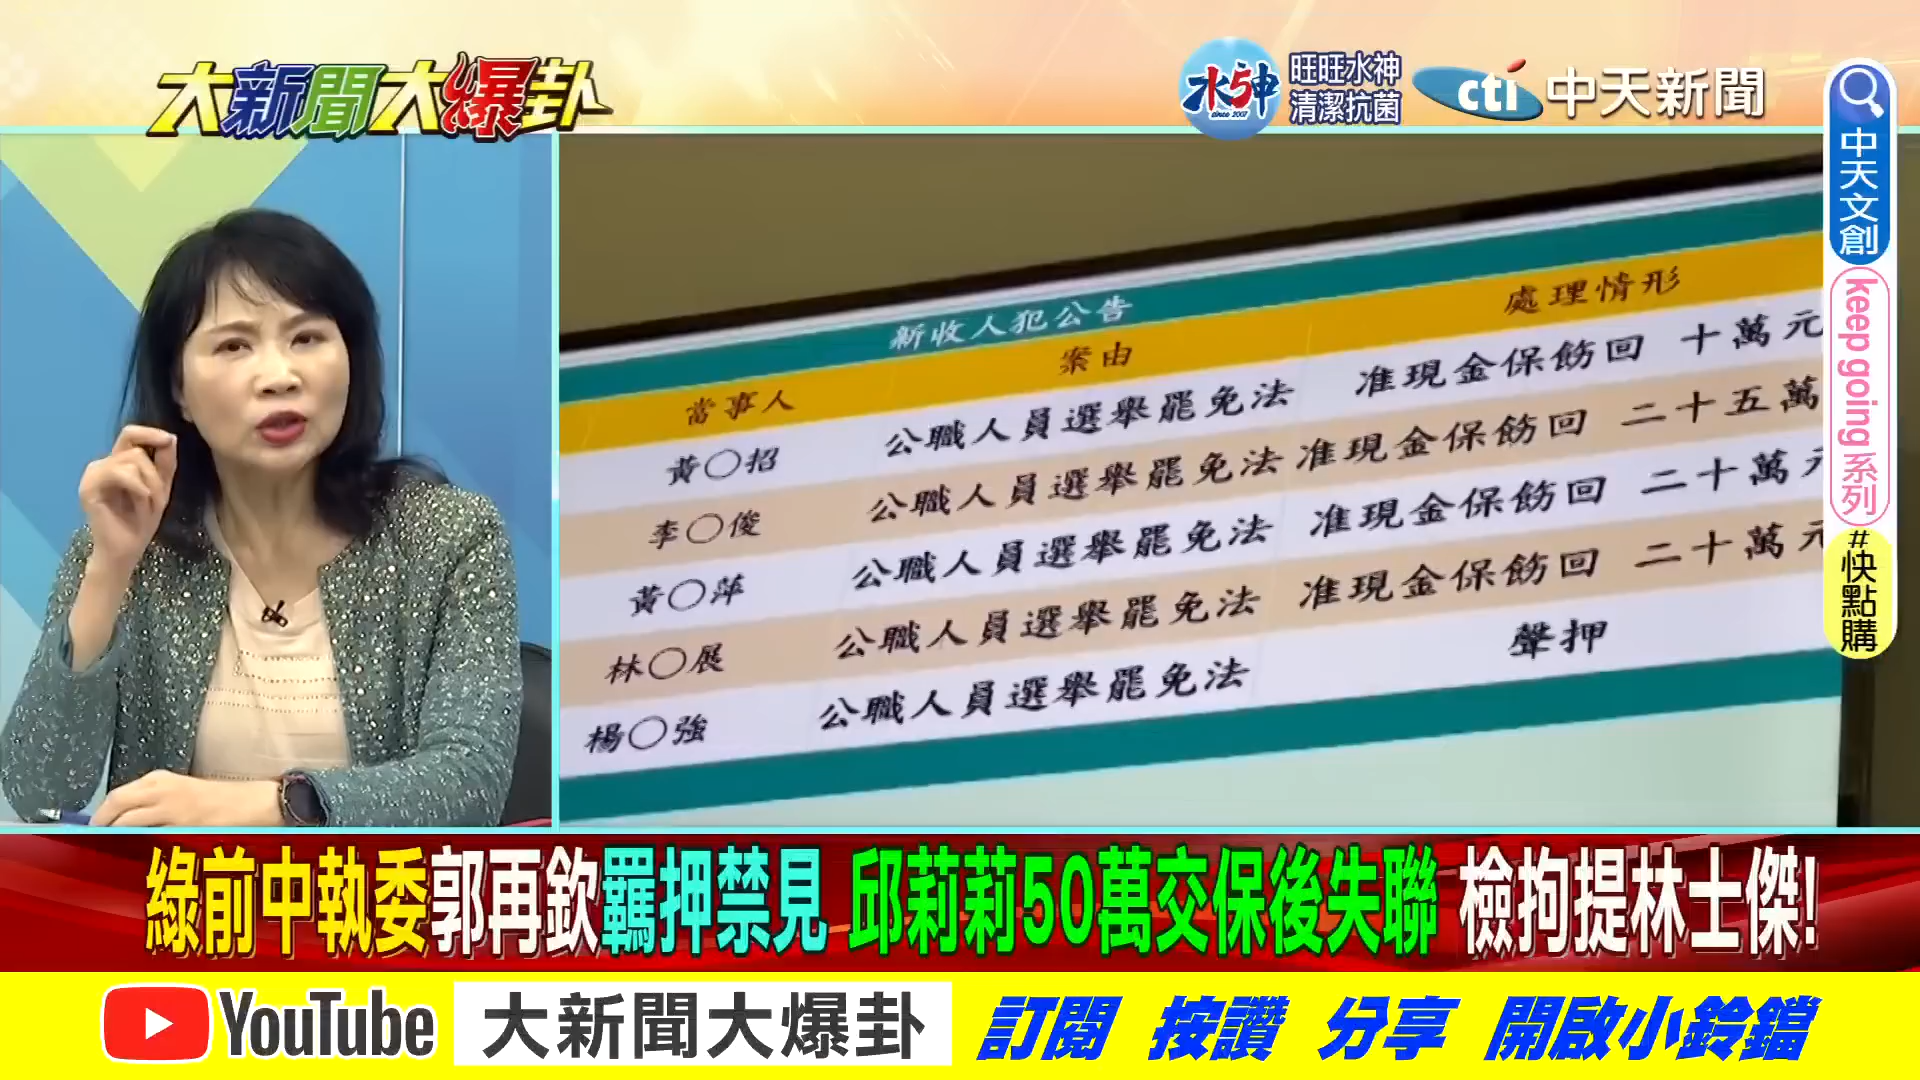 大新聞大爆卦
水神
since 2007
旺旺水神
清潔抗菌
cti 中天新聞
中天文創
keep going系列
#快點購
新收人犯公告
當事人 案由 處理情形
黃○招 公職人員選舉罷免法 准現金保飭回 十萬元
李○俊 公職人員選舉罷免法 准現金保飭回 二十五萬
黃○萍 公職人員選舉罷免法 准現金保飭回 二十萬元
林○展 公職人員選舉罷免法 准現金保飭回 二十萬元
楊○強 公職人員選舉罷免法 聲押
綠前中執委郭再欽羈押禁見 邱莉莉50萬交保後失聯 檢拘提林士傑!
YouTube 大新聞大爆卦 訂閱 按讚 分享 開啟小鈴鐺